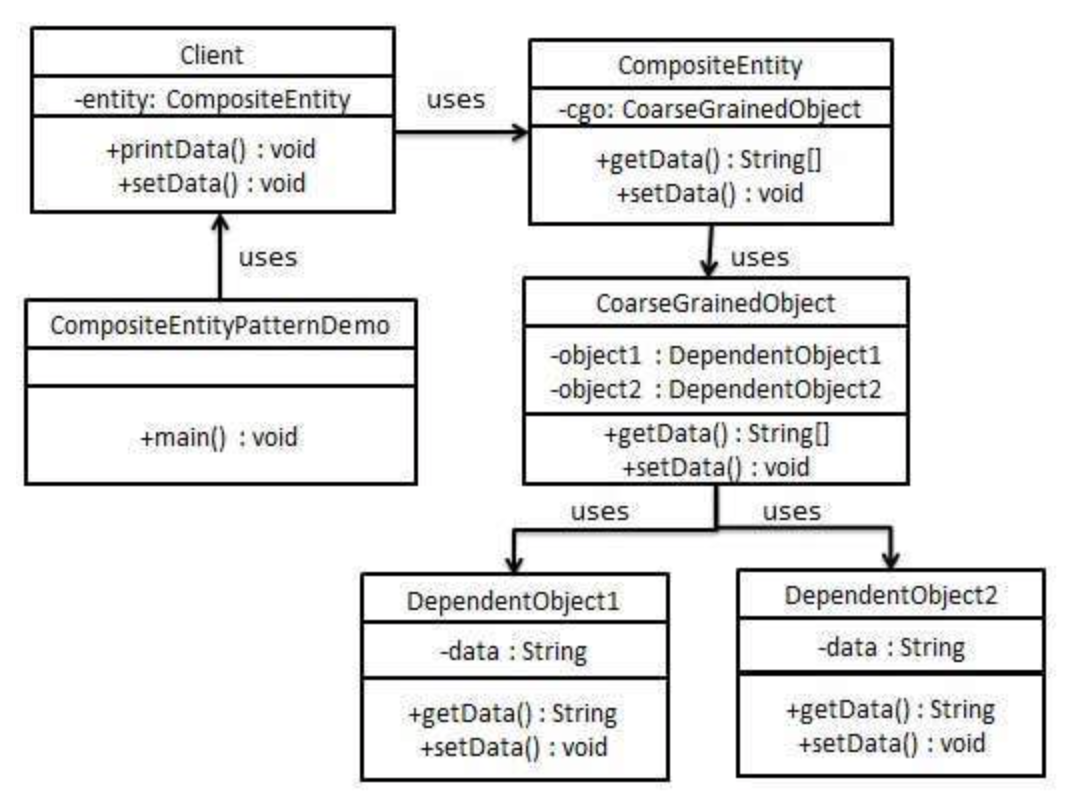 Client
-entity: CompositeEntity
+printData() : void
+setData() : void
uses
CompositeEntity
-cgo: CoarseGrainedObject
+getData() : String[]
+setData() : void
uses
uses
CompositeEntityPatternDemo
+main() : void
CoarseGrainedObject
-object1 : DependentObject1
-object2 : DependentObject2
+getData() : String[]
+setData() : void
uses
uses
DependentObject1
-data : String
+getData() : String
+setData() : void
DependentObject2
-data : String
+getData() : String
+setData() : void